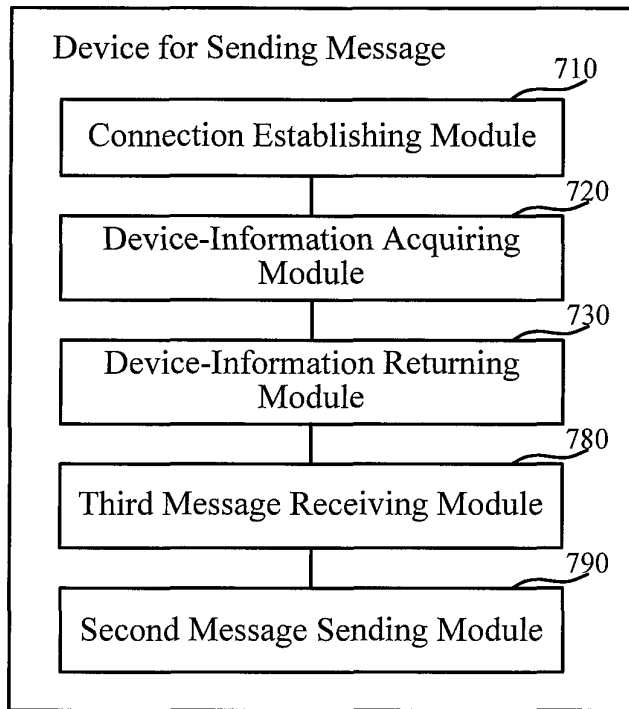 Device for Sending Message
710
Connection Establishing Module
720
Device-Information Acquiring
Module
730
Device-Information Returning
Module
780
Third Message Receiving Module
790
Second Message Sending Module